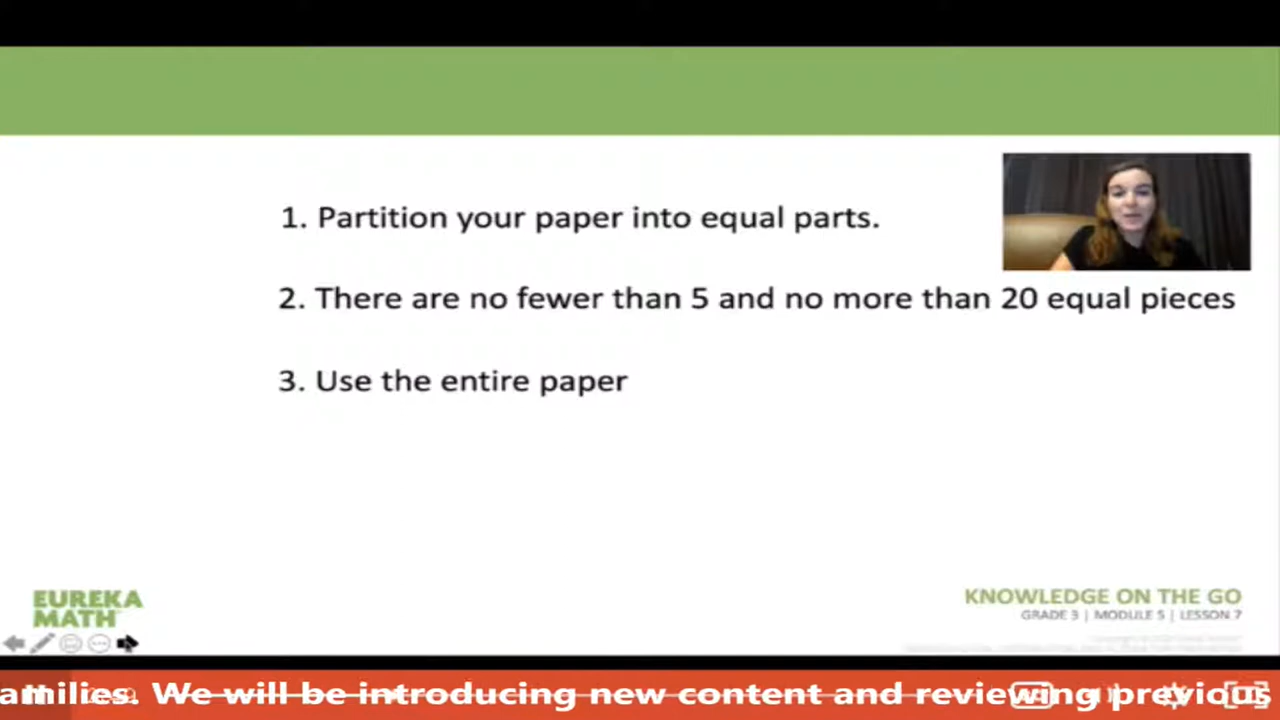 1. Partition your paper into equal parts.
2. There are no fewer than 5 and no more than 20 equal pieces
3. Use the entire paper
EUREKA
MATH
KNOWLEDGE ON THE GO
GRADE 3 | MODULE 5 | LESSON 7
amilies. We will be introducing new content and reviewing previous